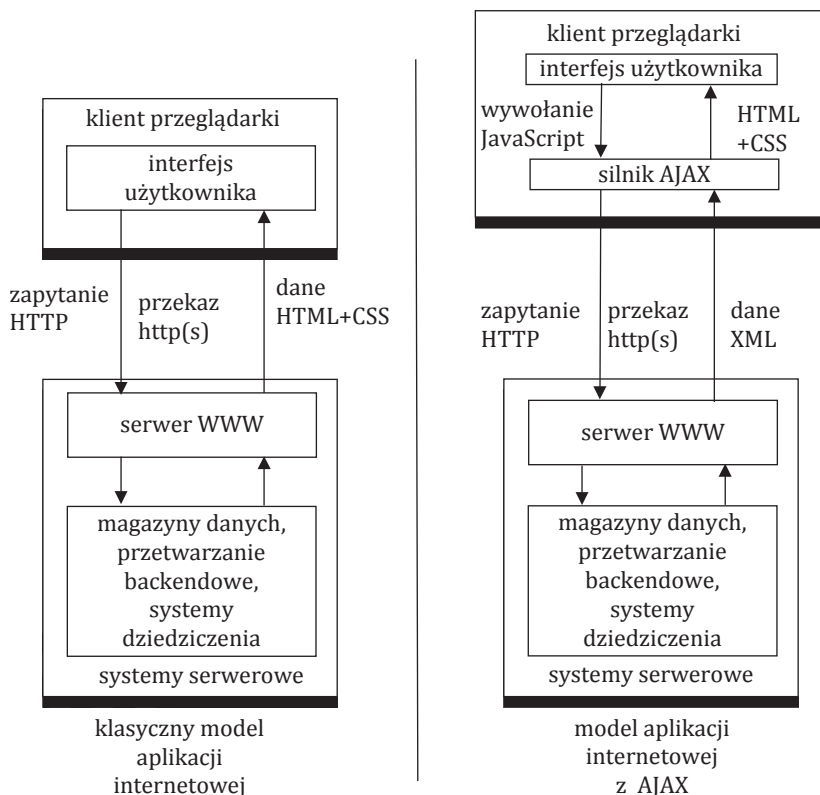 klient przeglądarki
interfejs
użytkownika
zapytanie
HTTP
przekaz
http(s)
dane
HTML+CSS
serwer WWW
magazyny danych,
przetwarzanie
backendowe,
systemy
dziedziczenia
systemy serwerowe
klasyczny model
aplikacji
internetowej
klient przeglądarki
interfejs użytkownika
wywołanie
JavaScript
HTML
+CSS
silnik AJAX
zapytanie
HTTP
przekaz
http(s)
dane
XML
serwer WWW
magazyny danych,
przetwarzanie
backendowe,
systemy
dziedziczenia
systemy serwerowe
model aplikacji
internetowej
z AJAX